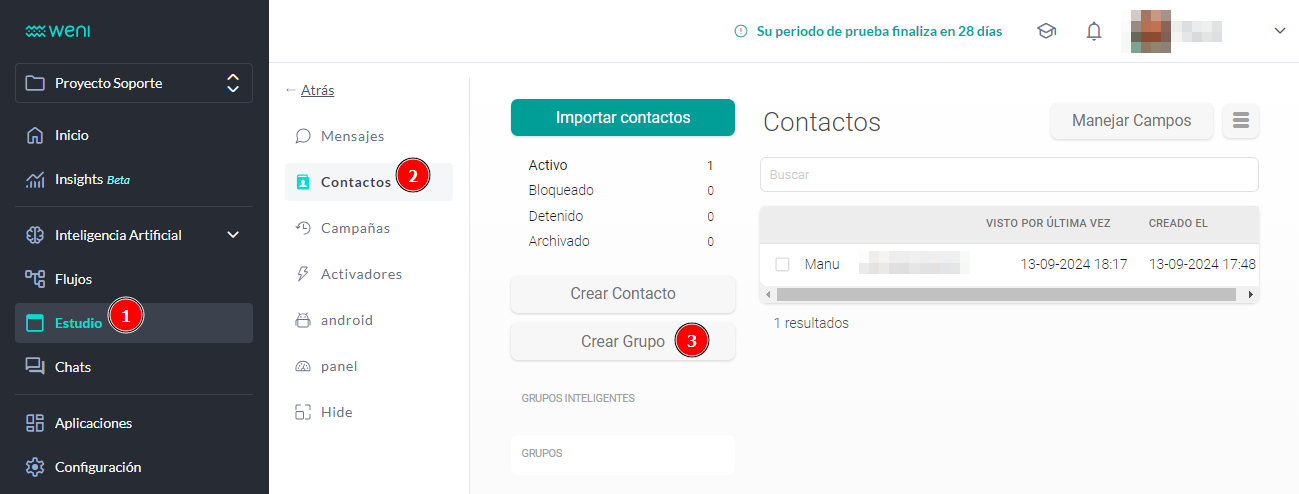 weni
Su periodo de prueba finaliza en 28 días
Proyecto Soporte
Inicio
Insights Beta
Inteligencia Artificial
Flujos
Estudio 1
Chats
Aplicaciones
Configuración
← Atrás
Mensajes
Contactos 2
Campañas
Activadores
android
panel
Hide
Importar contactos
Activo 1
Bloqueado 0
Detenido 0
Archivado 0
Crear Contacto
Crear Grupo 3
GRUPOS INTELIGENTES
GRUPOS
Contactos
Manejar Campos
Buscar
VISTO POR ÚLTIMA VEZ CREADO EL
Manu 13-09-2024 18:17 13-09-2024 17:48
1 resultados